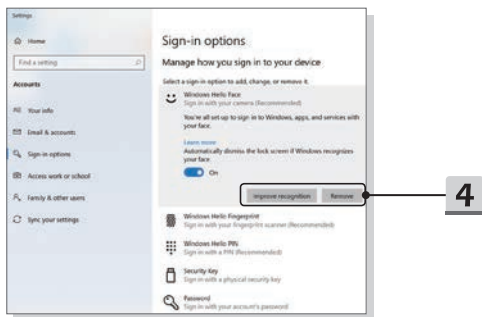 Settings
Home
Find a setting
Accounts
Your info
Email & accounts
Sign-in options
Access work or school
Family & other users
Sync your settings
Sign-in options
Manage how you sign in to your device
Select a sign-in option to add, change, or remove it.
Windows Hello Face
Sign in with your camera (Recommended)
You're all set up to sign in to Windows, apps, and services with
your face.
Learn more
Automatically dismiss the lock screen if Windows recognizes
your face.
On
Improve recognition Remove
4
Windows Hello Fingerprint
Sign in with your fingerprint scanner (Recommended)
Windows Hello PIN
Sign in with a PIN (Recommended)
Security Key
Sign in with a physical security key
Password
Sign in with your account's password